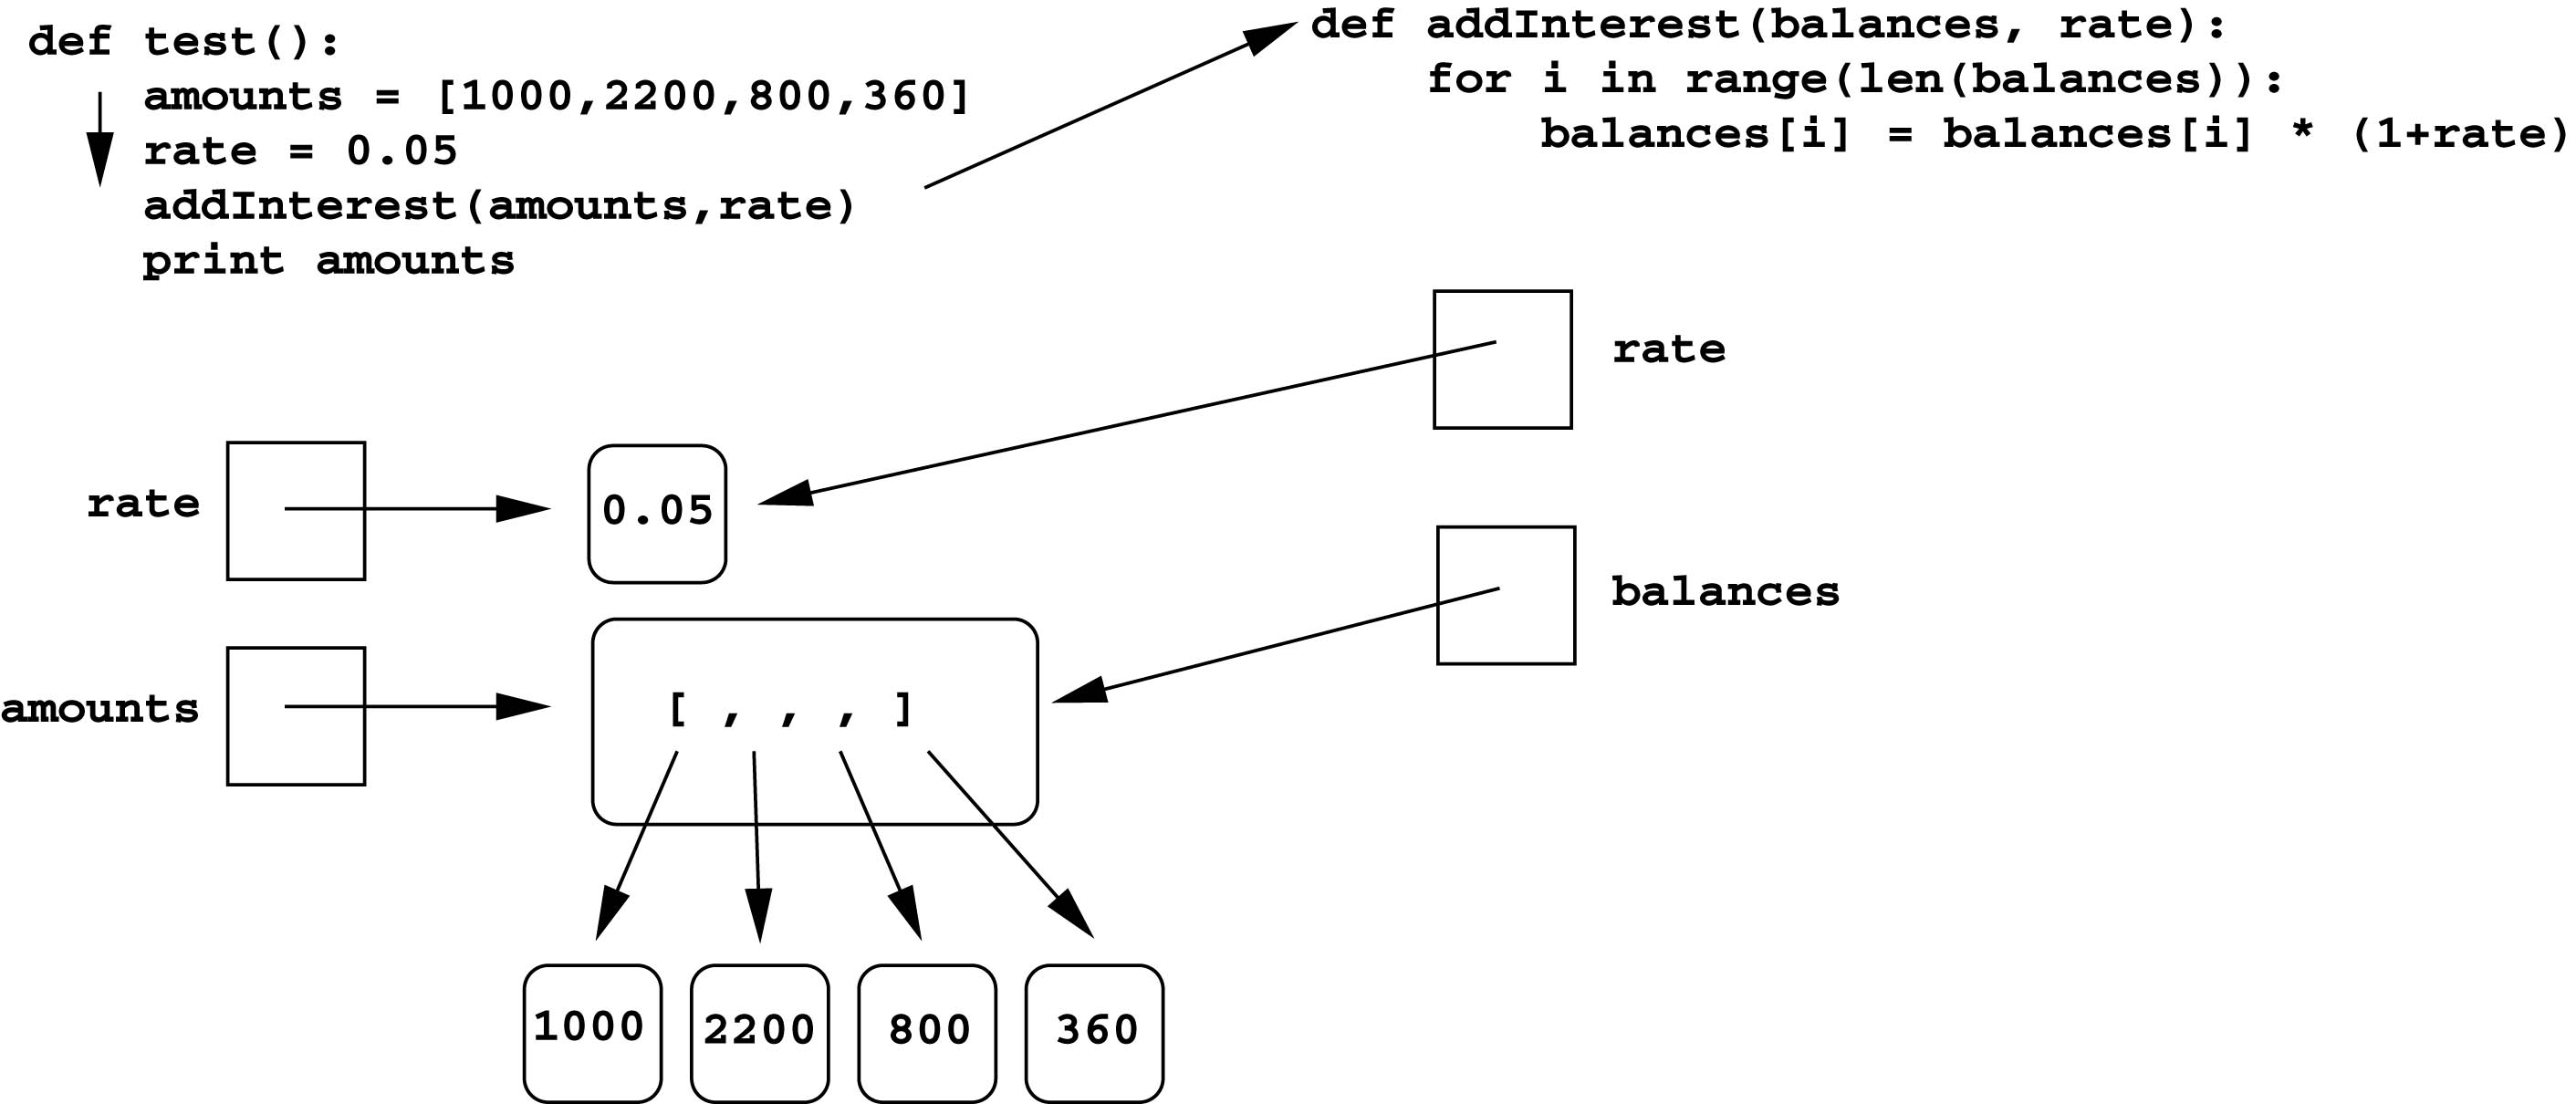 def test():
    amounts = [1000,2200,800,360]
    rate = 0.05
    addInterest(amounts,rate)
    print amounts
def addInterest(balances, rate):
    for i in range(len(balances)):
        balances[i] = balances[i] * (1+rate)
rate
rate
0.05
balances
amounts
[ , , , ]
1000
2200
800
360